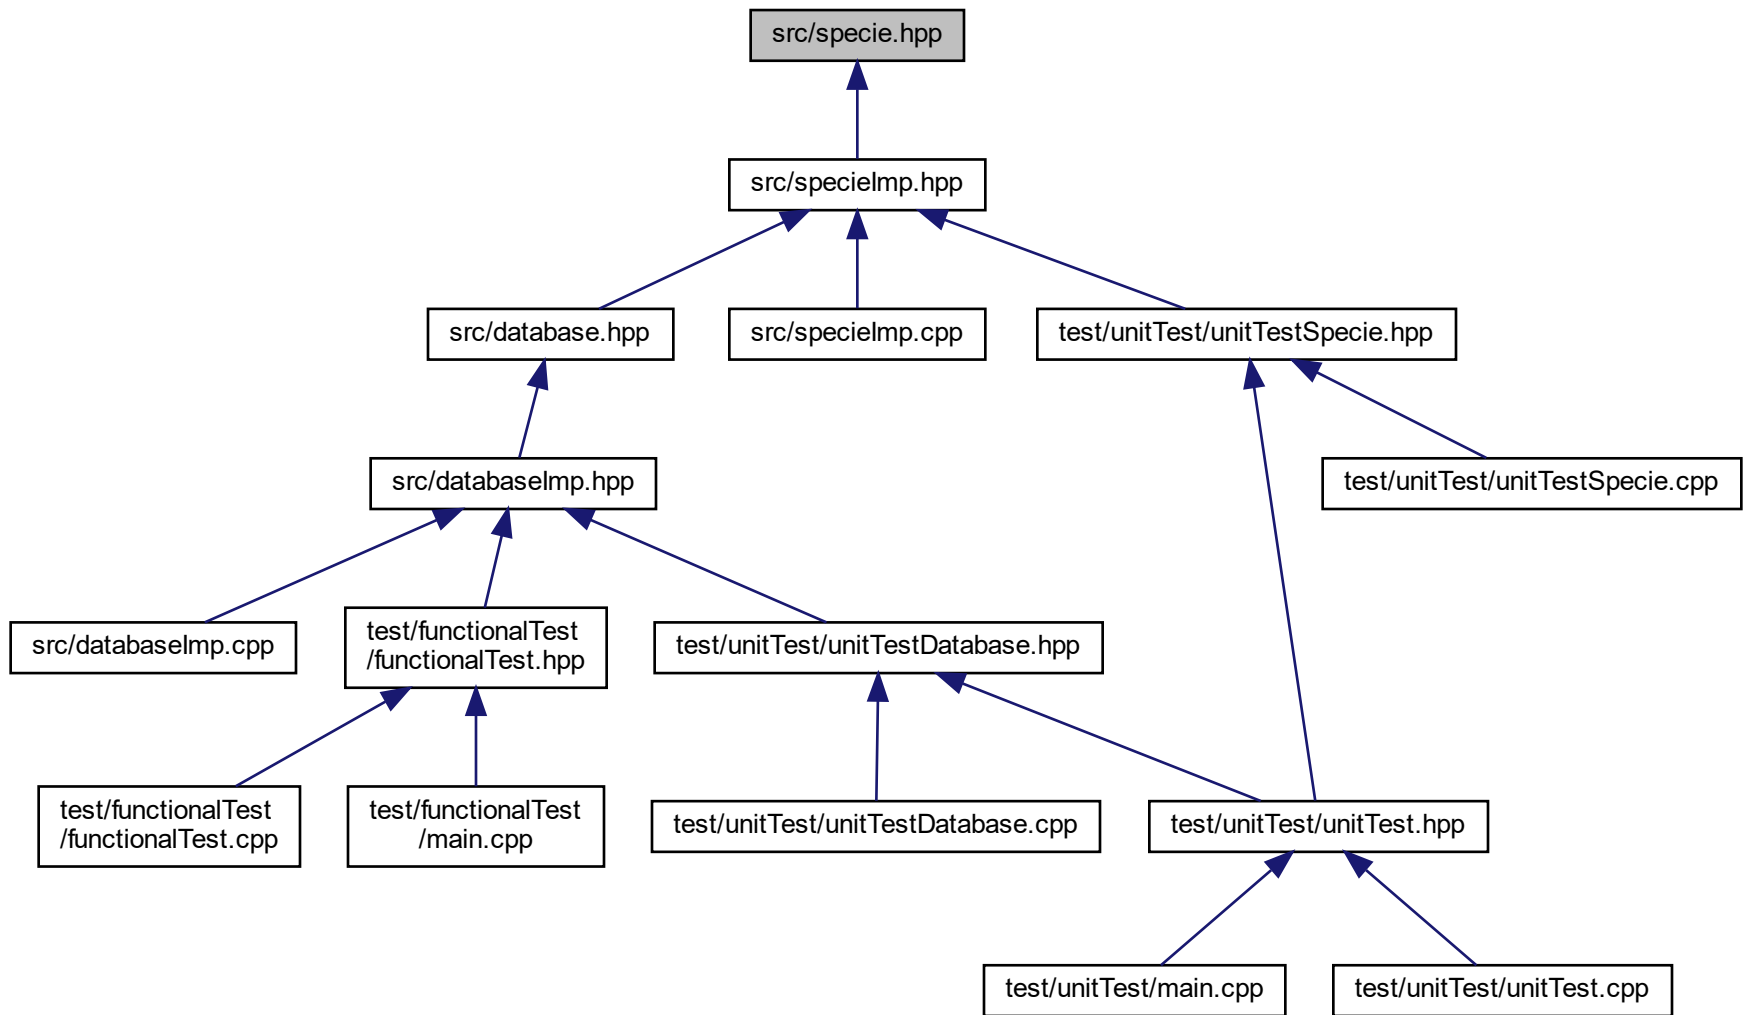 src/specie.hpp
src/specieImp.hpp
src/database.hpp
src/specieImp.cpp
test/unitTest/unitTestSpecie.hpp
src/databaseImp.hpp
test/unitTest/unitTestSpecie.cpp
src/databaseImp.cpp
test/functionalTest
/functionalTest.hpp
test/unitTest/unitTestDatabase.hpp
test/functionalTest
/functionalTest.cpp
test/functionalTest
/main.cpp
test/unitTest/unitTestDatabase.cpp
test/unitTest/unitTest.hpp
test/unitTest/main.cpp
test/unitTest/unitTest.cpp